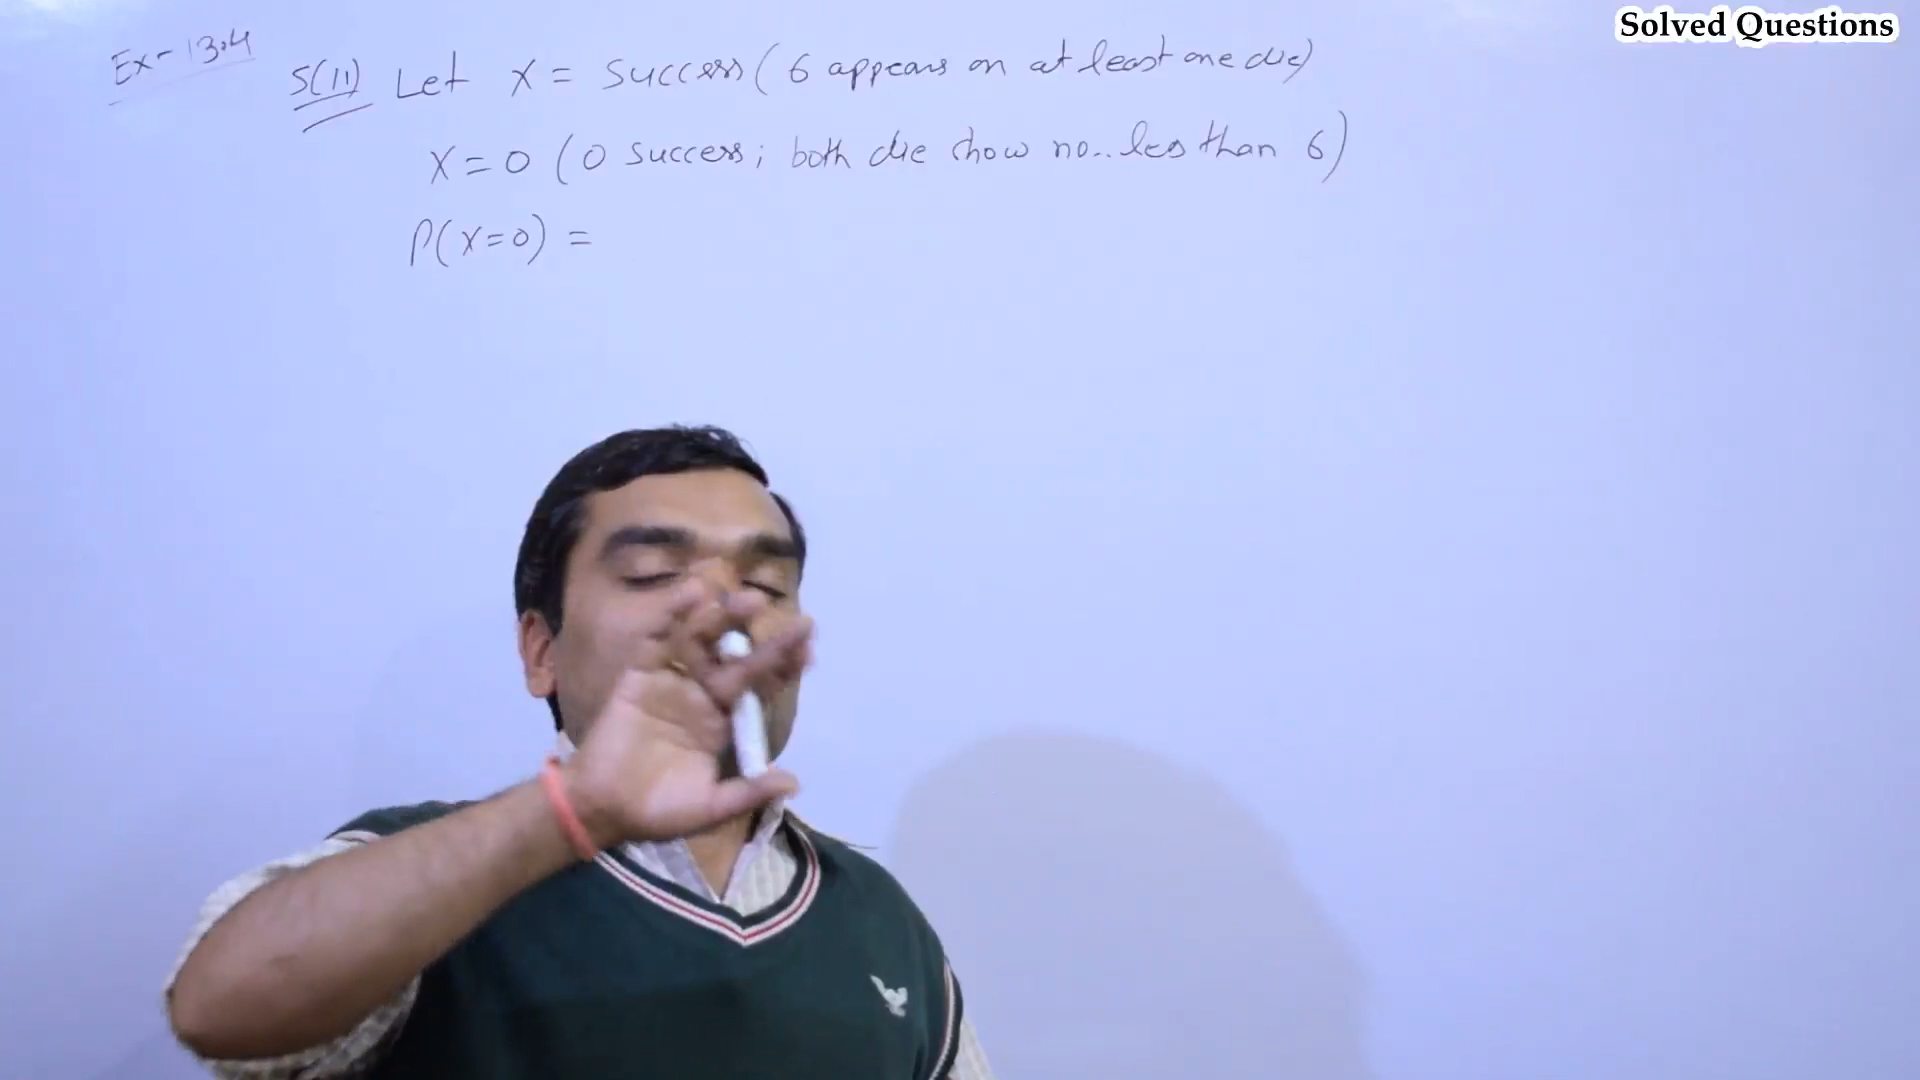 Solved Questions
Ex-13.4
5(11) Let X = success (6 appears on at least one die)
X=0 (0 success; both die show no.. less than 6)
P(X=0) =